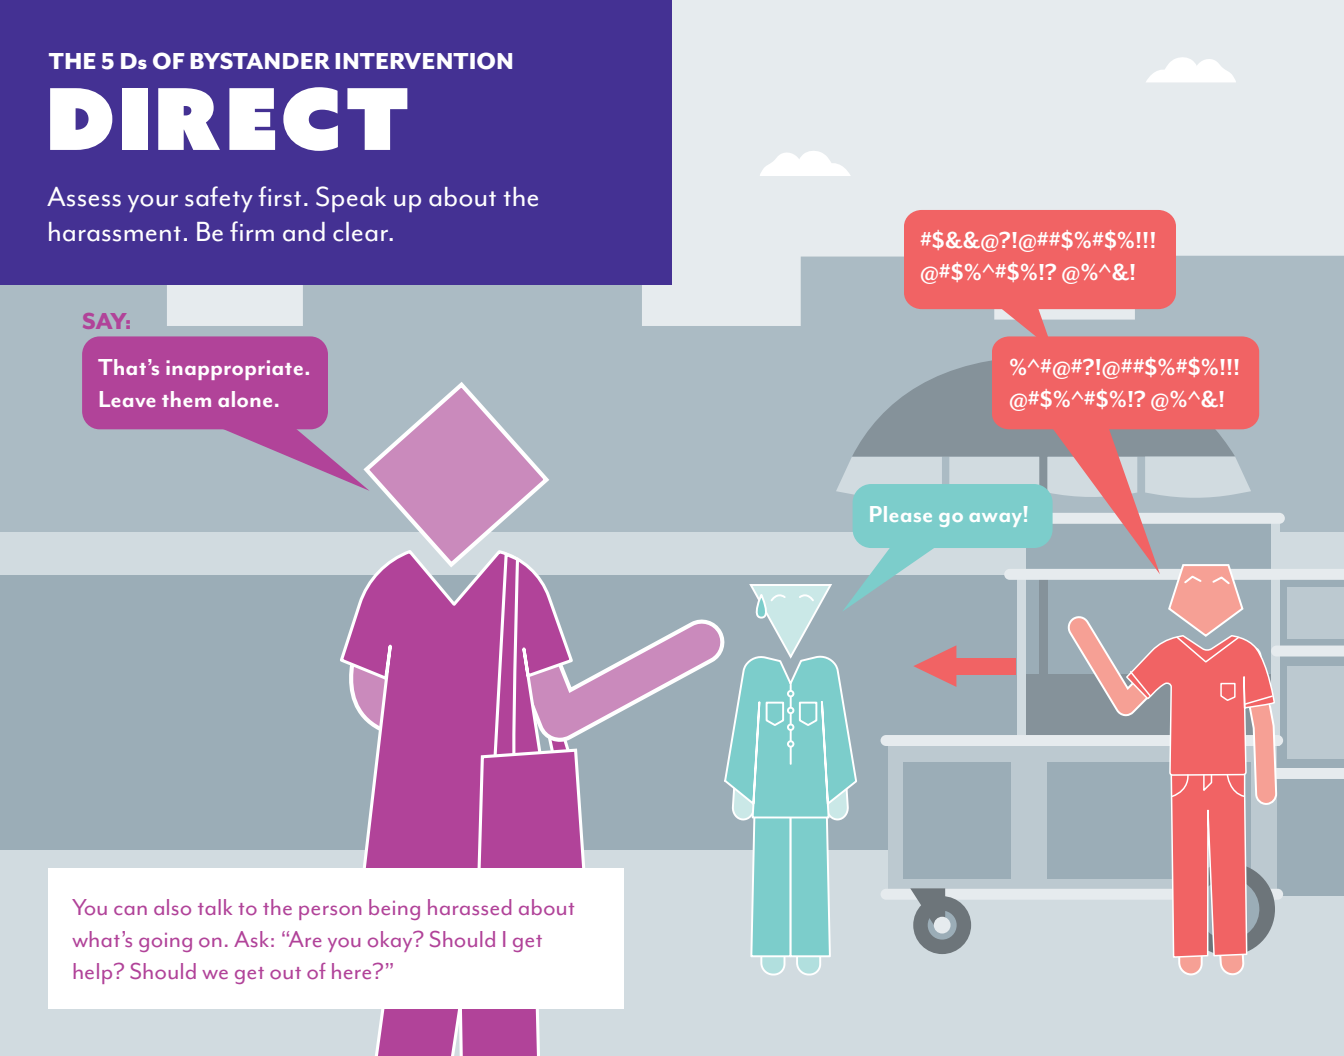 THE 5 Ds OF BYSTANDER INTERVENTION
DIRECT
Assess your safety first. Speak up about the
harassment. Be firm and clear.
SAY:
That’s inappropriate.
Leave them alone.
#$&&@?!@##$%#$%!!!
@#$%^#$%!? @%^&!
%^#@#?!@##$%#$%!!!
@#$%^#$%!? @%^&!
Please go away!
You can also talk to the person being harassed about
what’s going on. Ask: “Are you okay? Should I get
help? Should we get out of here?”